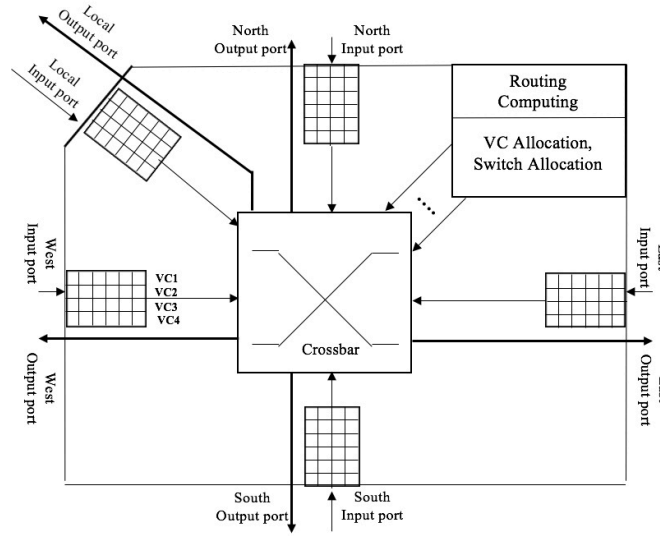 Local
Output port
Local
Input port
North
Output port
North
Input port
Routing
Computing
VC Allocation,
Switch Allocation
West
Input port
VC1
VC2
VC3
VC4
Input port
Crossbar
West
Output port
Output port
South
Output port
South
Input port